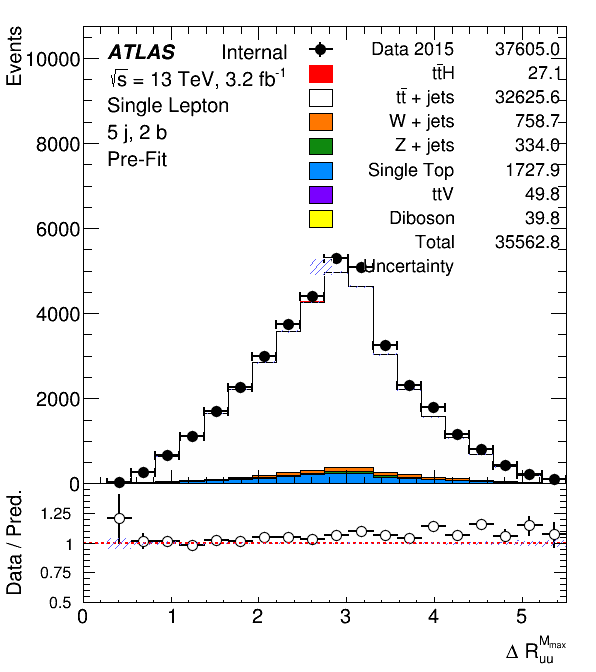 Events
10000
8000
6000
4000
2000
0
ATLAS Internal
√s = 13 TeV, 3.2 fb⁻¹
Single Lepton
5 j, 2 b
Pre-Fit
Data 2015 37605.0
tt̄H 27.1
tt̄ + jets 32625.6
W + jets 758.7
Z + jets 334.0
Single Top 1727.9
ttV 49.8
Diboson 39.8
Total 35562.8
Uncertainty
Data / Pred.
1.25
1
0.75
0.5
0 1 2 3 4 5
Δ R_uu^M_max